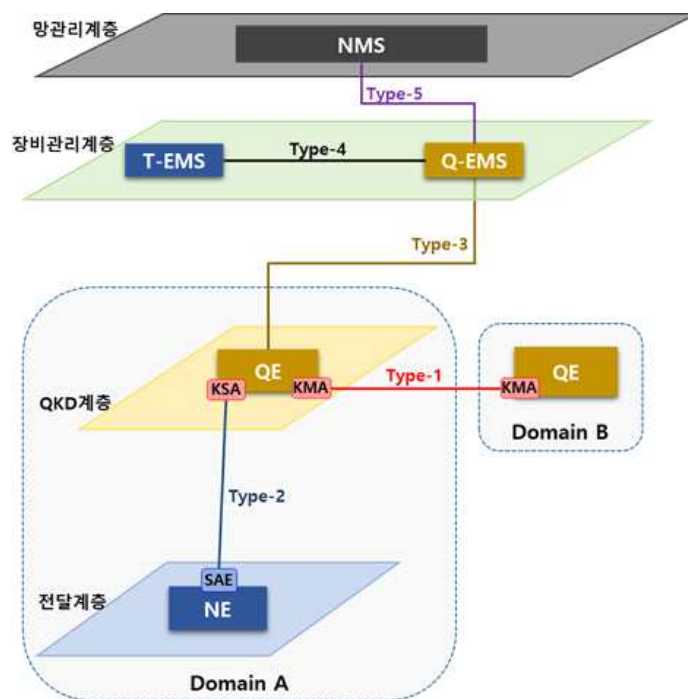 망관리계층
NMS
Type-5
장비관리계층
T-EMS
Type-4
Q-EMS
Type-3
QE
KSA
KMA
Type-1
KMA
QE
QKD계층
Domain B
Type-2
SAE
전달계층
NE
Domain A